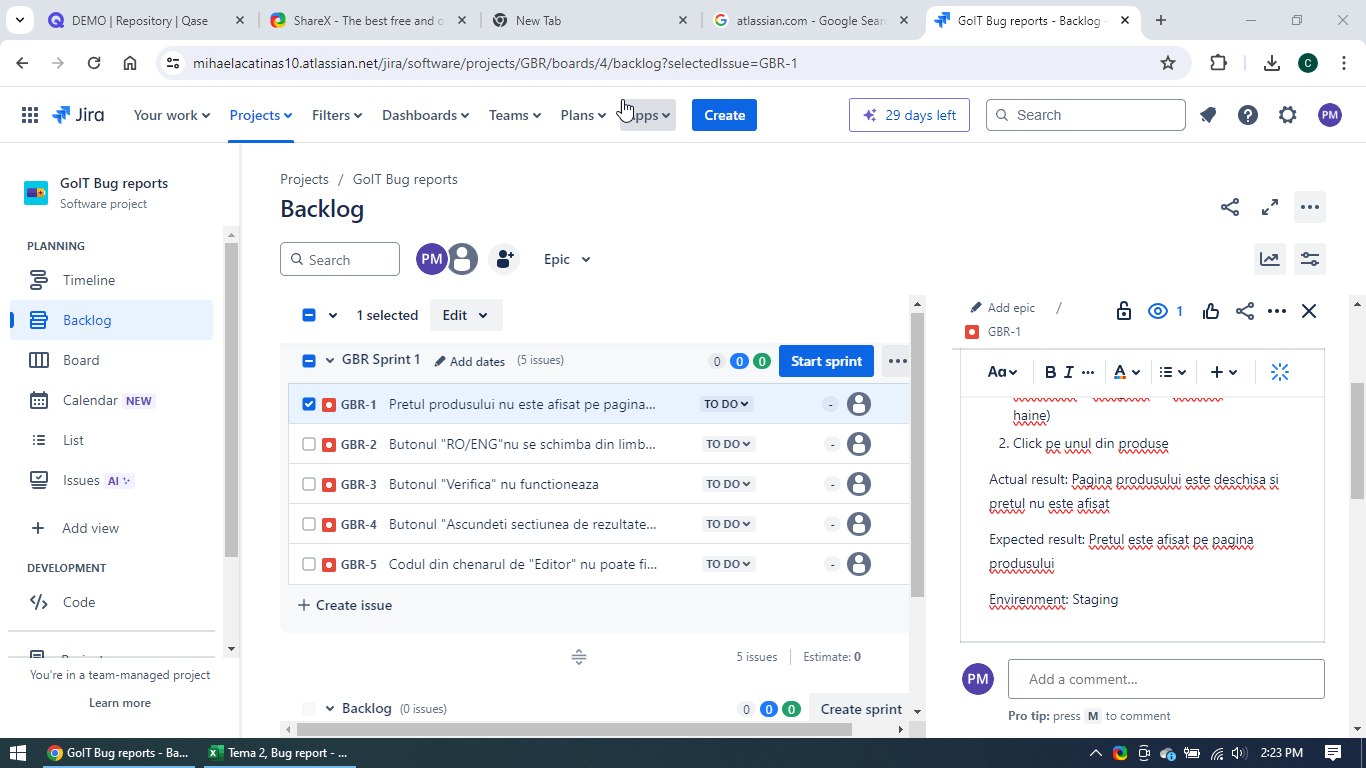 DEMO | Repository | Qase
ShareX - The best free and o
New Tab
atlassian.com - Google Sear
GoIT Bug reports - Backlog -
mihaelacatinas10.atlassian.net/jira/software/projects/GBR/boards/4/backlog?selectedIssue=GBR-1
C
Jira
Your work
Projects
Filters
Dashboards
Teams
Plans
Apps
Create
29 days left
Search
PM
GoIT Bug reports
Software project
PLANNING
Timeline
Backlog
Board
Calendar NEW
List
Issues AI
Add view
DEVELOPMENT
Code
You're in a team-managed project
Learn more
Projects / GoIT Bug reports
Backlog
Search
PM
Epic
1 selected
Edit
GBR Sprint 1 Add dates (5 issues) 0 0 0 Start sprint
GBR-1 Pretul produsului nu este afisat pe pagina... TO DO -
GBR-2 Butonul "RO/ENG"nu se schimba din limb... TO DO -
GBR-3 Butonul "Verifica" nu functioneaza TO DO -
GBR-4 Butonul "Ascundeti sectiunea de rezultate... TO DO -
GBR-5 Codul din chenarul de "Editor" nu poate fi... TO DO -
+ Create issue
5 issues Estimate: 0
Backlog (0 issues) 0 0 0 Create sprint
Add epic /
GBR-1
1
Aa B I ... A
haine)
2. Click pe unul din produse
Actual result: Pagina produsului este deschisa si
pretul nu este afisat
Expected result: Pretul este afisat pe pagina
produsului
Envirenment: Staging
PM
Add a comment...
Pro tip: press M to comment
GoIT Bug reports - Ba...
Tema 2, Bug report - ...
2:23 PM